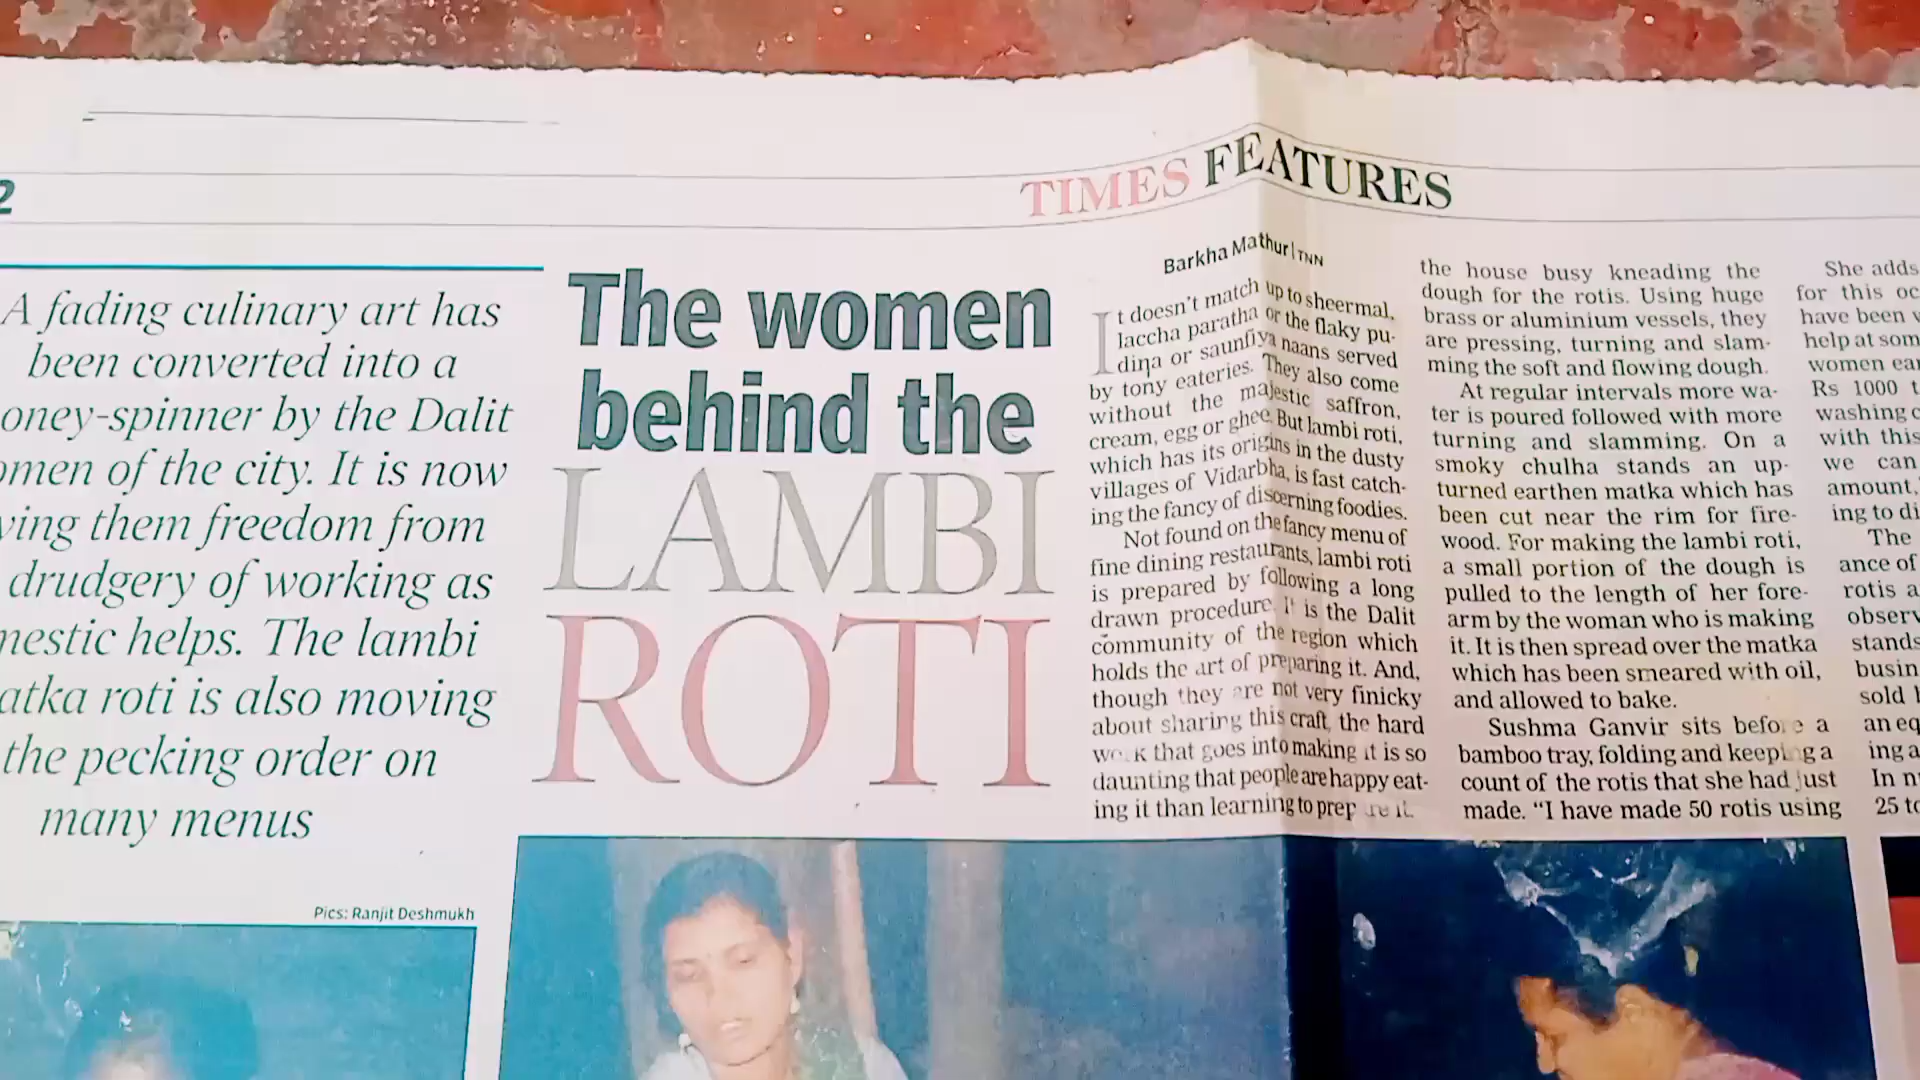 2
TIMES FEATURES
A fading culinary art has
been converted into a
oney-spinner by the Dalit
omen of the city. It is now
ving them freedom from
drudgery of working as
mestic helps. The lambi
atka roti is also moving
the pecking order on
many menus
Pics: Ranjit Deshmukh
The women
behind the
LAMBI
ROTI
Barkha Mathur | TNN
It doesn't match up to sheermal,
laccha paratha or the flaky pu-
dina or saunfiya naans served
by tony eateries. They also come
without the majestic saffron,
cream, egg or ghee. But lambi roti,
which has its origins in the dusty
villages of Vidarbha, is fast catch-
ing the fancy of discerning foodies.
Not found on the fancy menu of
fine dining restaurants, lambi roti
is prepared by following a long
drawn procedure. It is the Dalit
community of the region which
holds the art of preparing it. And,
though they are not very finicky
about sharing this craft, the hard
work that goes into making it is so
daunting that people are happy eat-
ing it than learning to prepare it.
the house busy kneading the
dough for the rotis. Using huge
brass or aluminium vessels, they
are pressing, turning and slam-
ming the soft and flowing dough.
At regular intervals more wa-
ter is poured followed with more
turning and slamming. On a
smoky chulha stands an up-
turned earthen matka which has
been cut near the rim for fire-
wood. For making the lambi roti,
a small portion of the dough is
pulled to the length of her fore-
arm by the woman who is making
it. It is then spread over the matka
which has been smeared with oil,
and allowed to bake.
Sushma Ganvir sits before a
bamboo tray, folding and keeping a
count of the rotis that she had just
made. "I have made 50 rotis using
She adds
for this oc
have been
help at som
women ear
Rs 1000 t
washing c
with this
we can
amount,
ing to di
The
ance of
rotis a
observ
stands
busin
sold
an eq
ing a
In
25 to